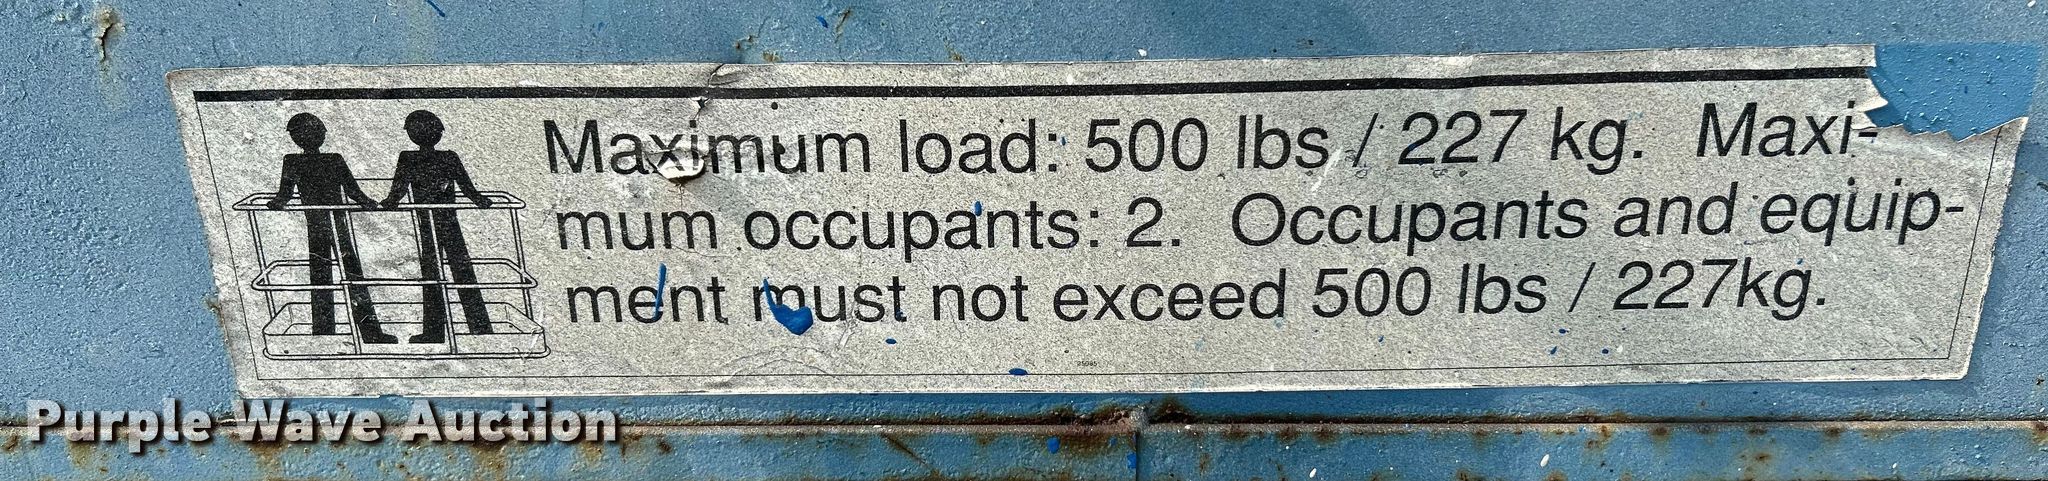 Maximum load: 500 lbs / 227 kg. Maxi-
mum occupants: 2. Occupants and equip-
ment must not exceed 500 lbs / 227kg.
Purple Wave Auction